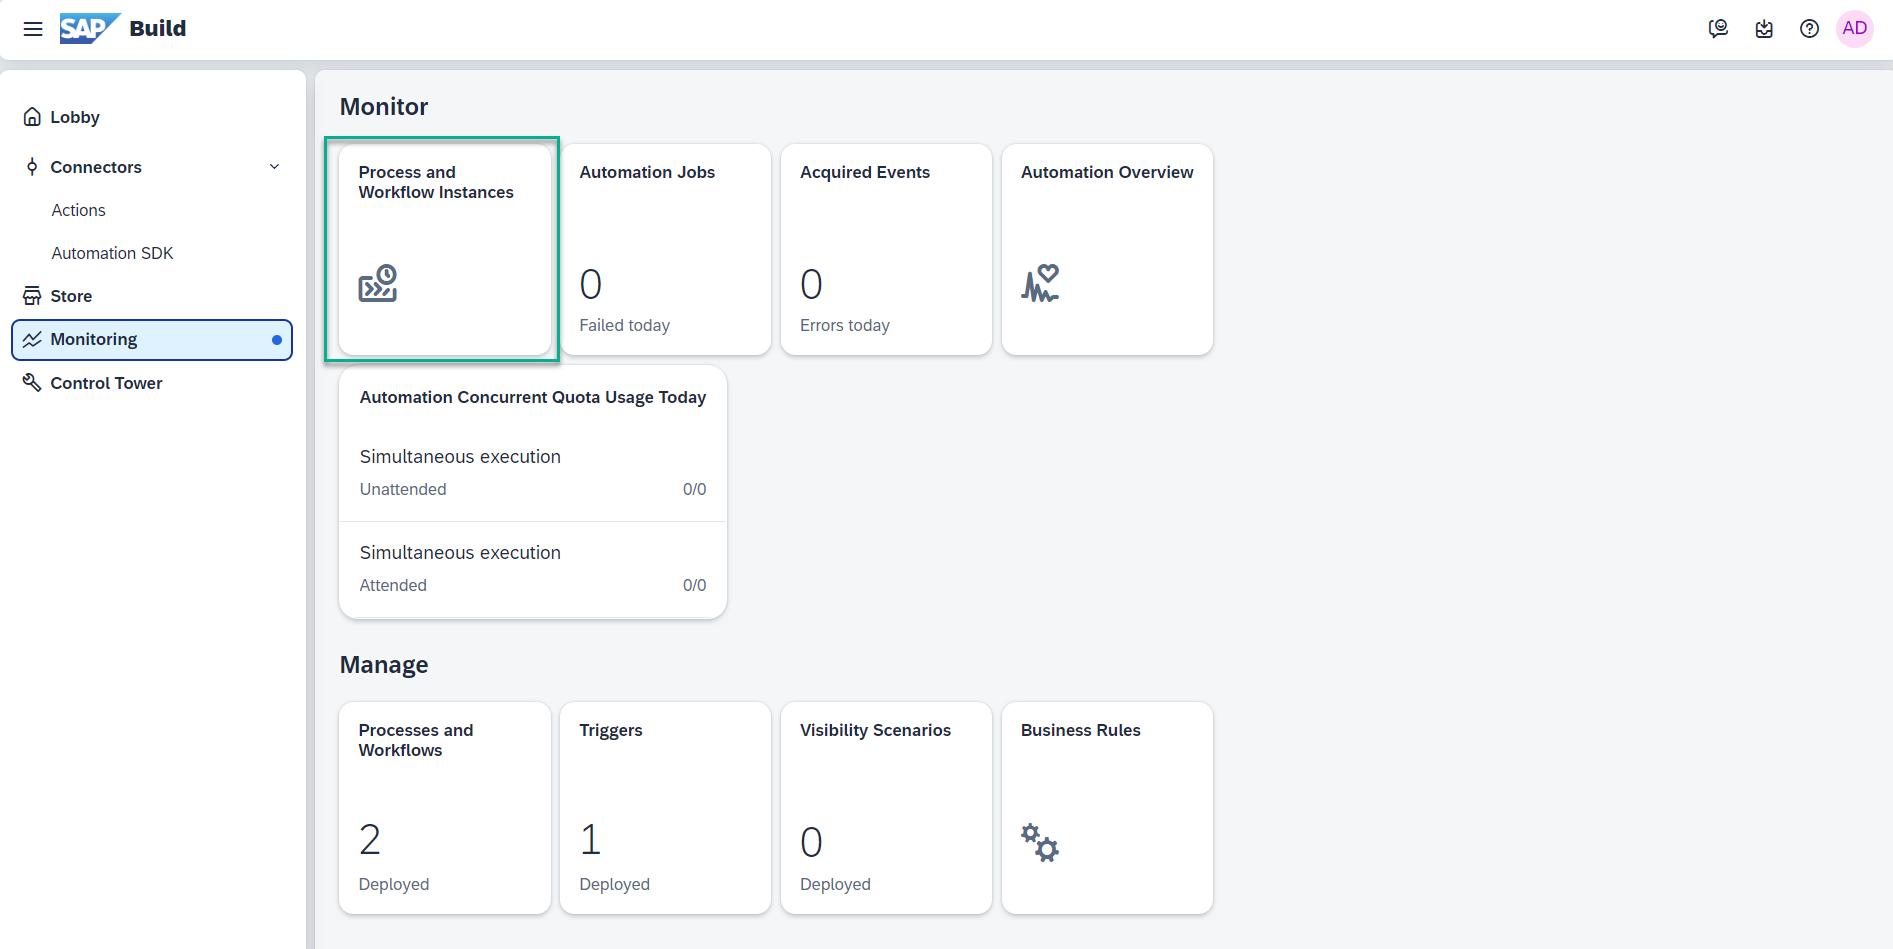 SAP Build
AD
Lobby
Connectors
Actions
Automation SDK
Store
Monitoring
Control Tower
Monitor
Process and
Workflow Instances
Automation Jobs
0
Failed today
Acquired Events
0
Errors today
Automation Overview
Automation Concurrent Quota Usage Today
Simultaneous execution
Unattended 0/0
Simultaneous execution
Attended 0/0
Manage
Processes and
Workflows
2
Deployed
Triggers
1
Deployed
Visibility Scenarios
0
Deployed
Business Rules